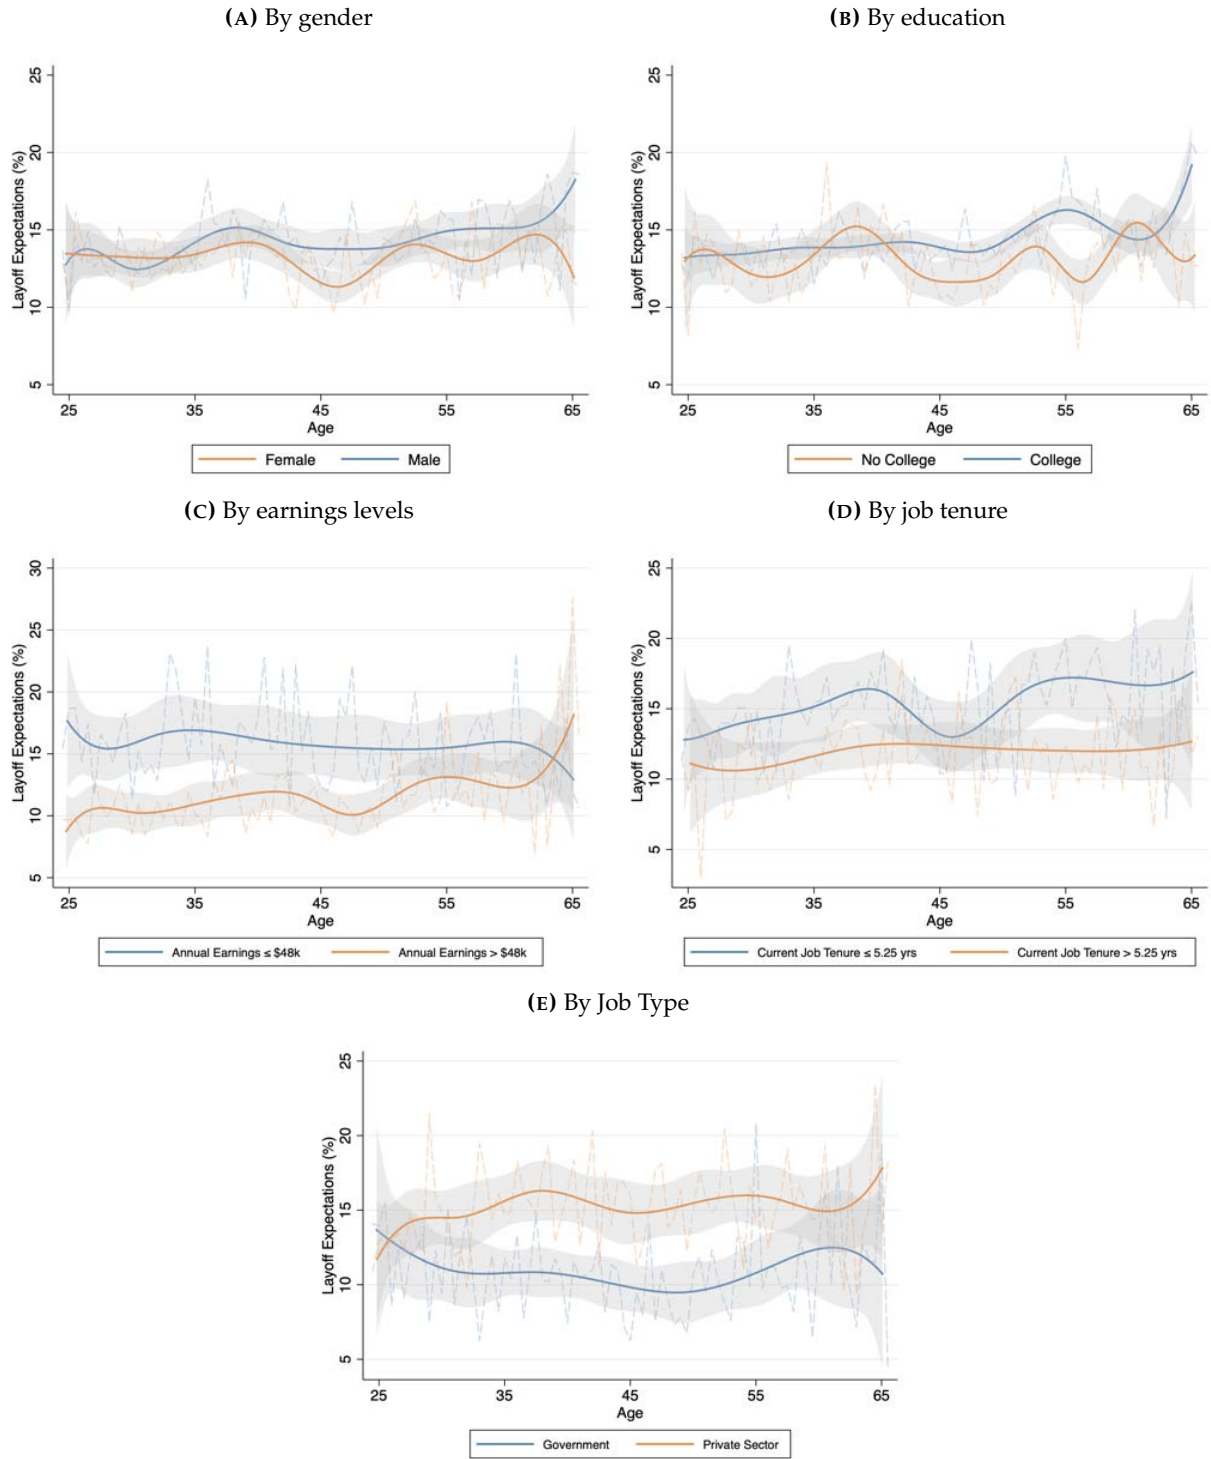 (A) By gender
(B) By education
Layoff Expectations (%)
25
20
15
10
5
25 35 45 55 65
Age
Female Male
Layoff Expectations (%)
25
20
15
10
5
25 35 45 55 65
Age
No College College
(C) By earnings levels
(D) By job tenure
Layoff Expectations (%)
30
25
20
15
10
5
25 35 45 55 65
Age
Annual Earnings ≤ $48k Annual Earnings > $48k
Layoff Expectations (%)
25
20
15
10
5
25 35 45 55 65
Age
Current Job Tenure ≤ 5.25 yrs Current Job Tenure > 5.25 yrs
(E) By Job Type
Layoff Expectations (%)
25
20
15
10
5
25 35 45 55 65
Age
Government Private Sector